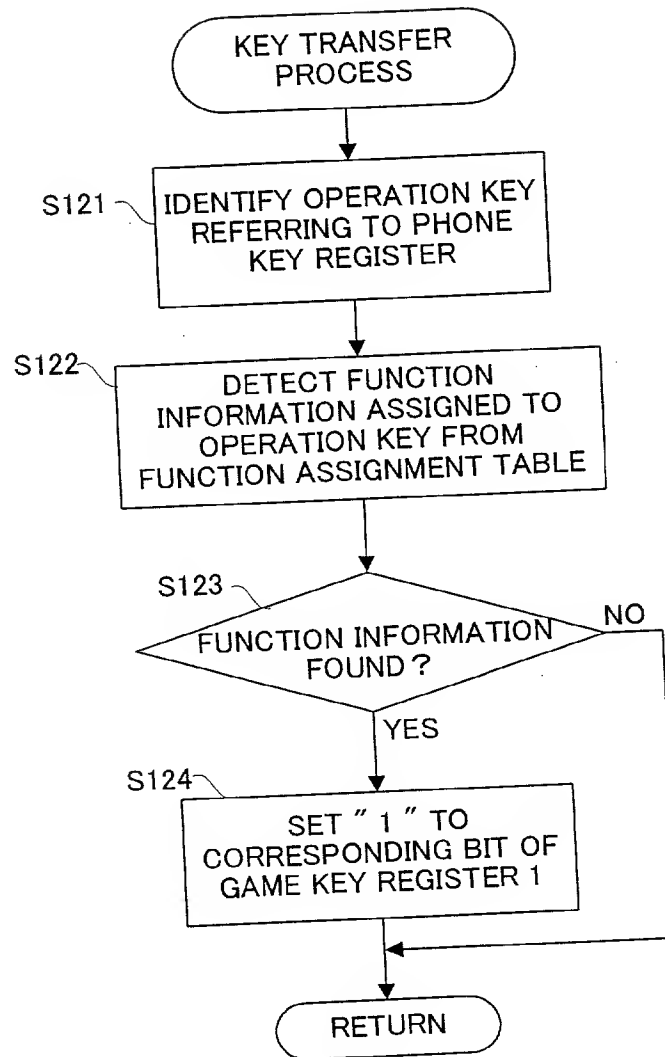 KEY TRANSFER
PROCESS
S121
IDENTIFY OPERATION KEY
REFERRING TO PHONE
KEY REGISTER
S122
DETECT FUNCTION
INFORMATION ASSIGNED TO
OPERATION KEY FROM
FUNCTION ASSIGNMENT TABLE
S123
FUNCTION INFORMATION
FOUND?
NO
YES
S124
SET " 1 " TO
CORRESPONDING BIT OF
GAME KEY REGISTER 1
RETURN